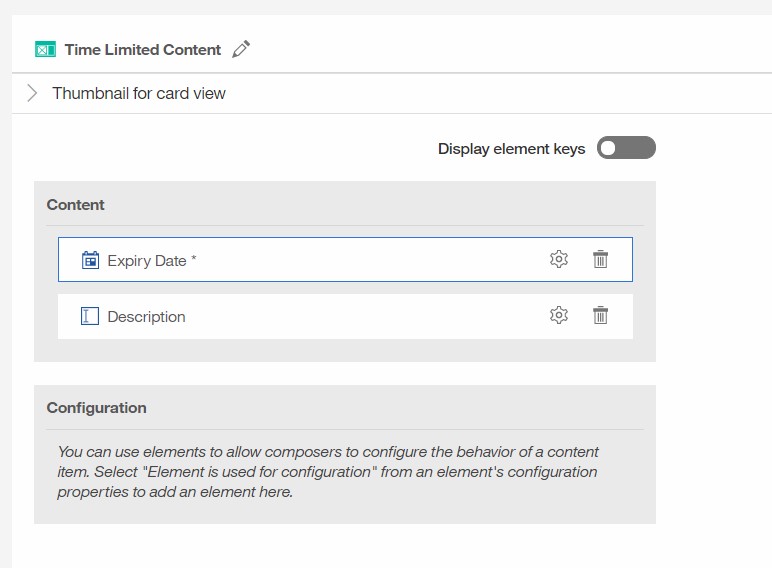 Time Limited Content
Thumbnail for card view
Display element keys
Content
Expiry Date *
Description
Configuration
You can use elements to allow composers to configure the behavior of a content
item. Select "Element is used for configuration" from an element's configuration
properties to add an element here.